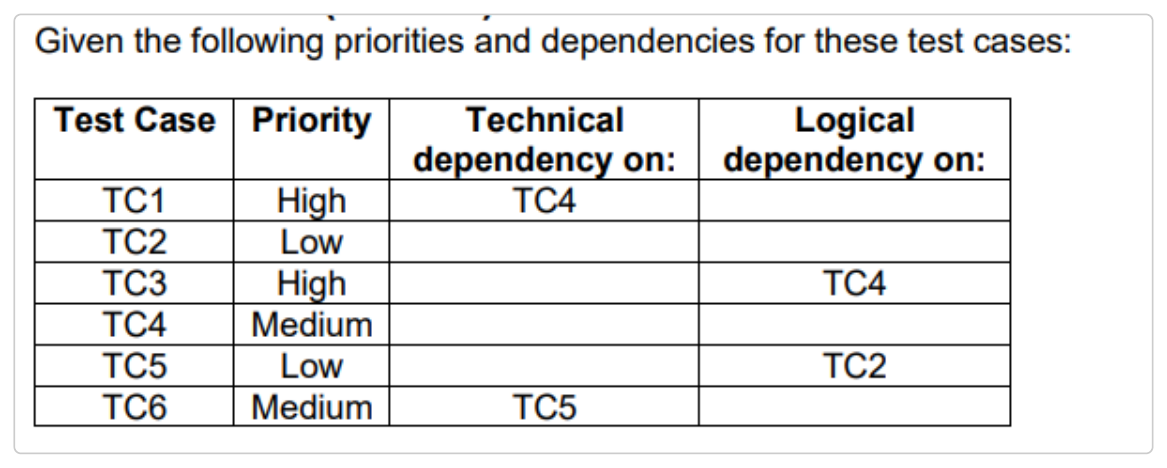 Given the following priorities and dependencies for these test cases:
Test Case Priority Technical dependency on: Logical dependency on:
TC1 High TC4
TC2 Low
TC3 High TC4
TC4 Medium
TC5 Low TC2
TC6 Medium TC5